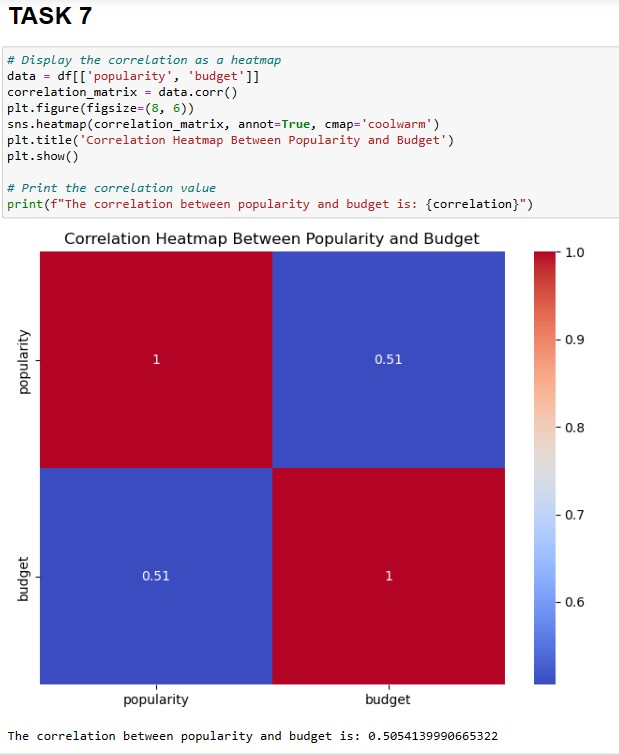 TASK 7
# Display the correlation as a heatmap
data = df[['popularity', 'budget']]
correlation_matrix = data.corr()
plt.figure(figsize=(8, 6))
sns.heatmap(correlation_matrix, annot=True, cmap='coolwarm')
plt.title('Correlation Heatmap Between Popularity and Budget')
plt.show()
# Print the correlation value
print(f"The correlation between popularity and budget is: {correlation}")
Correlation Heatmap Between Popularity and Budget
1.0
0.9
0.8
0.7
0.6
popularity
1
0.51
budget
0.51
1
popularity
budget
The correlation between popularity and budget is: 0.5054139990665322